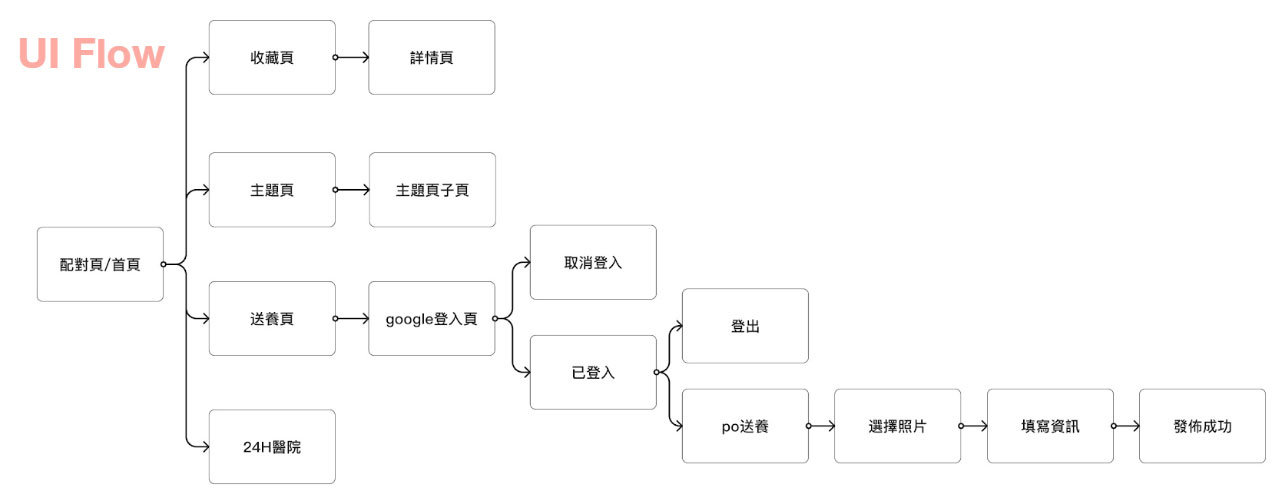 UI Flow
收藏頁
詳情頁
主題頁
主題頁子頁
配對頁/首頁
取消登入
送養頁
google登入頁
登出
已登入
po送養
選擇照片
填寫資訊
發佈成功
24H醫院